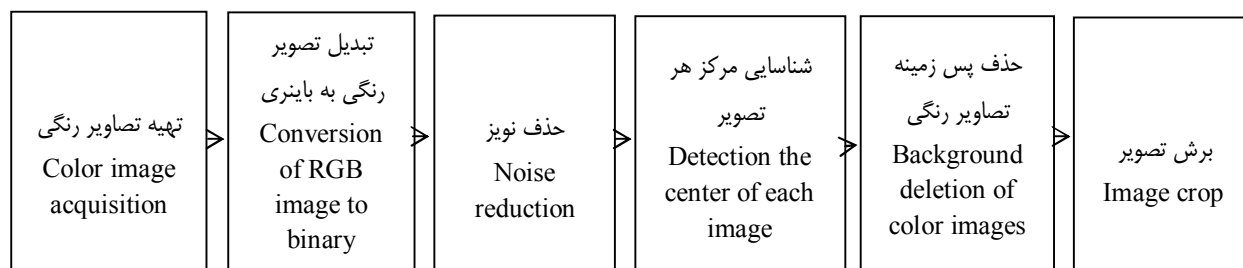 تهیه تصاویر رنگی
Color image
acquisition
تبدیل تصویر
رنگی به باینری
Conversion
of RGB
image to
binary
حذف نویز
Noise
reduction
شناسایی مرکز هر
تصویر
Detection the
center of each
image
حذف پس زمینه
تصاویر رنگی
Background
deletion of
color images
برش تصویر
Image crop